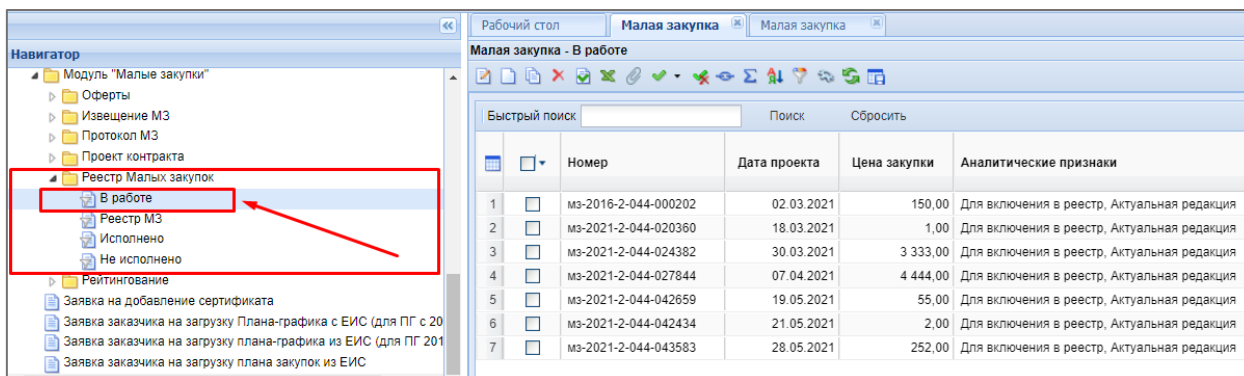 Рабочий стол
Малая закупка
Малая закупка
Навигатор
Малая закупка - В работе
Модуль "Малые закупки"
Оферты
Извещение МЗ
Протокол МЗ
Проект контракта
Реестр Малых закупок
В работе
Реестр МЗ
Исполнено
Не исполнено
Рейтингование
Заявка на добавление сертификата
Заявка заказчика на загрузку Плана-графика с ЕИС (для ПГ с 20
Заявка заказчика на загрузку плана-графика из ЕИС (для ПГ 201
Заявка заказчика на загрузку плана закупок из ЕИС
Быстрый поиск Поиск Сбросить
Номер Дата проекта Цена закупки Аналитические признаки
1 мз-2016-2-044-000202 02.03.2021 150,00 Для включения в реестр, Актуальная редакция
2 мз-2021-2-044-020360 18.03.2021 1,00 Для включения в реестр, Актуальная редакция
3 мз-2021-2-044-024382 30.03.2021 3 333,00 Для включения в реестр, Актуальная редакция
4 мз-2021-2-044-027844 07.04.2021 4 444,00 Для включения в реестр, Актуальная редакция
5 мз-2021-2-044-042659 19.05.2021 55,00 Для включения в реестр, Актуальная редакция
6 мз-2021-2-044-042434 21.05.2021 2,00 Для включения в реестр, Актуальная редакция
7 мз-2021-2-044-043583 28.05.2021 252,00 Для включения в реестр, Актуальная редакция